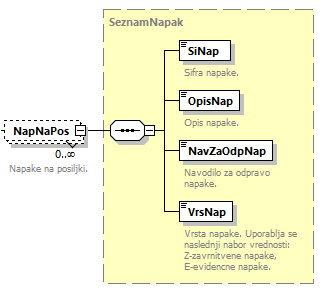 SeznamNapak
SiNap
Sifra napake.
OpisNap
Opis napake.
NapNaPos
0..∞
Napake na posiljki.
NavZaOdpNap
Navodilo za odpravo
napake.
VrsNap
Vrsta napake. Uporablja se
naslednji nabor vrednosti:
Z-zavrnitvene napake,
E-evidencne napake.